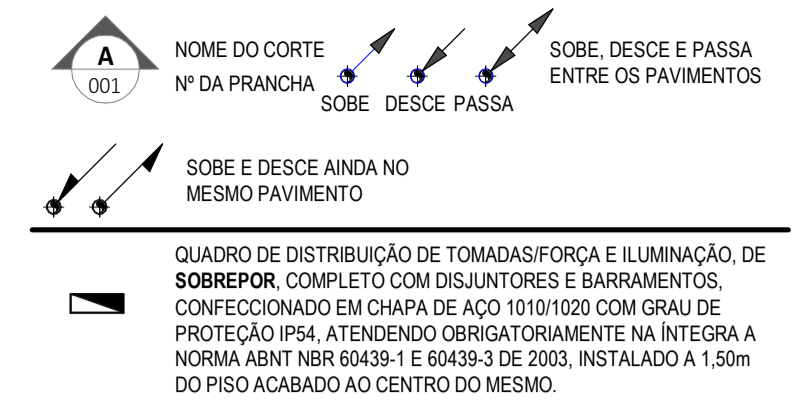 A
001
NOME DO CORTE
Nº DA PRANCHA
SOBE DESCE PASSA
SOBE, DESCE E PASSA
ENTRE OS PAVIMENTOS
SOBE E DESCE AINDA NO
MESMO PAVIMENTO
QUADRO DE DISTRIBUIÇÃO DE TOMADAS/FORÇA E ILUMINAÇÃO, DE
SOBREPOR, COMPLETO COM DISJUNTORES E BARRAMENTOS,
CONFECCIONADO EM CHAPA DE AÇO 1010/1020 COM GRAU DE
PROTEÇÃO IP54, ATENDENDO OBRIGATORIAMENTE NA ÍNTEGRA A
NORMA ABNT NBR 60439-1 E 60439-3 DE 2003, INSTALADO A 1,50m
DO PISO ACABADO AO CENTRO DO MESMO.